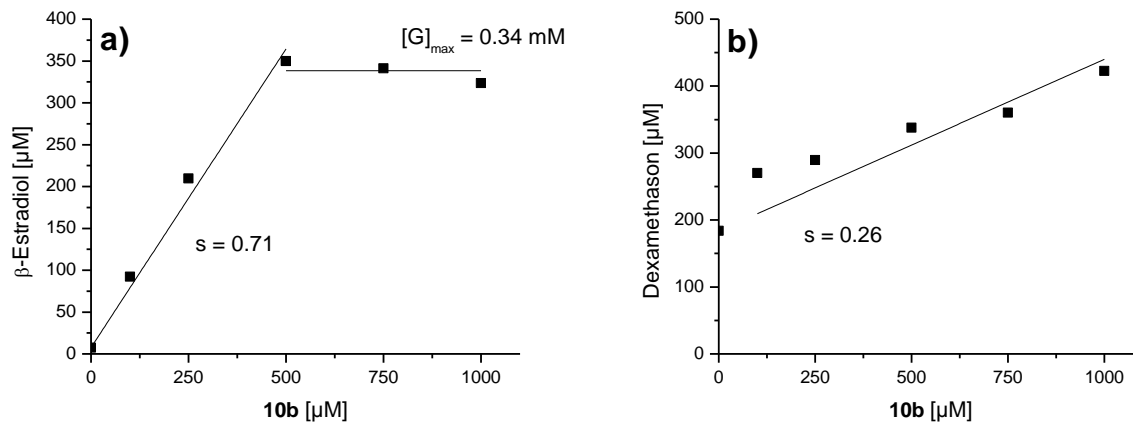 a)
400
350
300
250
200
150
100
50
0
β-Estradiol [µM]
[G]max = 0.34 mM
s = 0.71
0 250 500 750 1000
10b [µM]
b)
500
400
300
200
100
0
Dexamethason [µM]
s = 0.26
0 250 500 750 1000
10b [µM]